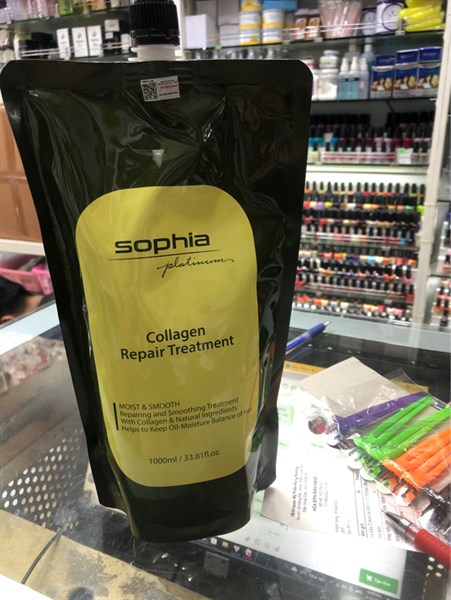 sophia
platinum
Collagen
Repair Treatment
MOIST & SMOOTH
Repairing and Smoothing Treatment
With Collagen & Natural Ingredients
Helps to Keep Oil-Moisture Balance of Hair
1000ml / 33.81fl.oz.